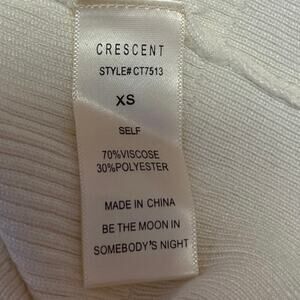 CRESCENT
STYLE# CT7513
XS
SELF
70%VISCOSE
30%POLYESTER
MADE IN CHINA
BE THE MOON IN
SOMEBODY'S NIGHT